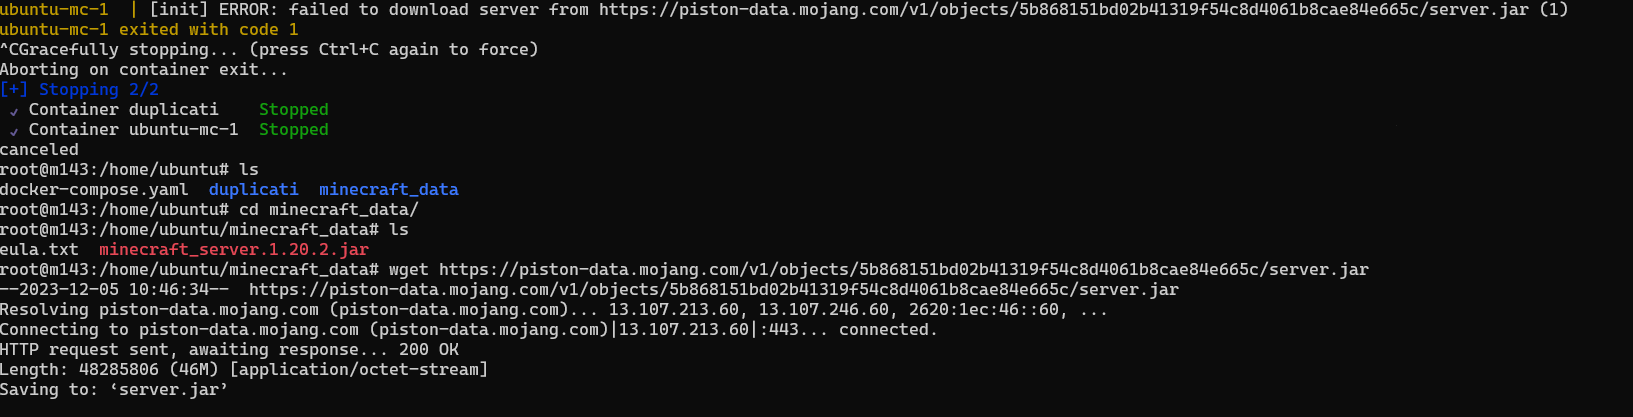 ubuntu-mc-1  | [init] ERROR: failed to download server from https://piston-data.mojang.com/v1/objects/5b868151bd02b41319f54c8d4061b8cae84e665c/server.jar (1)
ubuntu-mc-1 exited with code 1
^CGracefully stopping... (press Ctrl+C again to force)
Aborting on container exit...
[+] Stopping 2/2
 ✓ Container duplicati    Stopped
 ✓ Container ubuntu-mc-1  Stopped
canceled
root@m143:/home/ubuntu# ls
docker-compose.yaml  duplicati  minecraft_data
root@m143:/home/ubuntu# cd minecraft_data/
root@m143:/home/ubuntu/minecraft_data# ls
eula.txt  minecraft_server.1.20.2.jar
root@m143:/home/ubuntu/minecraft_data# wget https://piston-data.mojang.com/v1/objects/5b868151bd02b41319f54c8d4061b8cae84e665c/server.jar
--2023-12-05 10:46:34--  https://piston-data.mojang.com/v1/objects/5b868151bd02b41319f54c8d4061b8cae84e665c/server.jar
Resolving piston-data.mojang.com (piston-data.mojang.com)... 13.107.213.60, 13.107.246.60, 2620:1ec:46::60, ...
Connecting to piston-data.mojang.com (piston-data.mojang.com)|13.107.213.60|:443... connected.
HTTP request sent, awaiting response... 200 OK
Length: 48285806 (46M) [application/octet-stream]
Saving to: ‘server.jar’